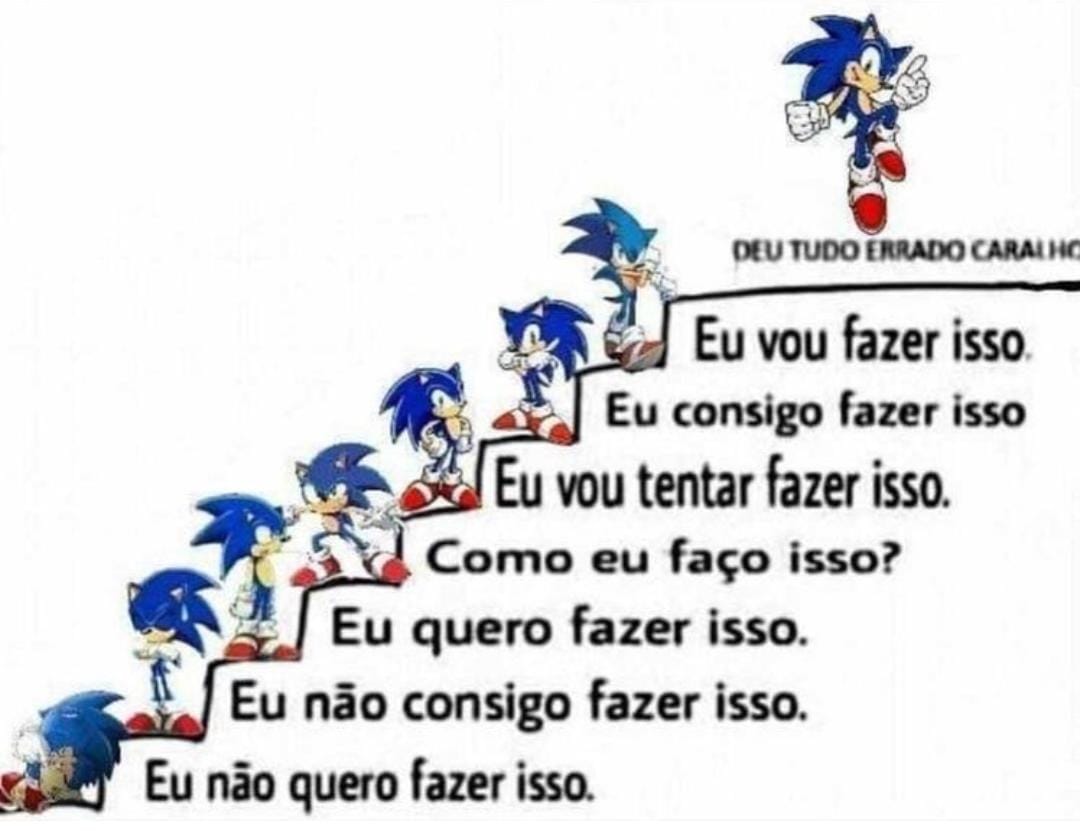 DEU TUDO ERRADO CARALHO
Eu vou fazer isso.
Eu consigo fazer isso
Eu vou tentar fazer isso.
Como eu faço isso?
Eu quero fazer isso.
Eu não consigo fazer isso.
Eu não quero fazer isso.